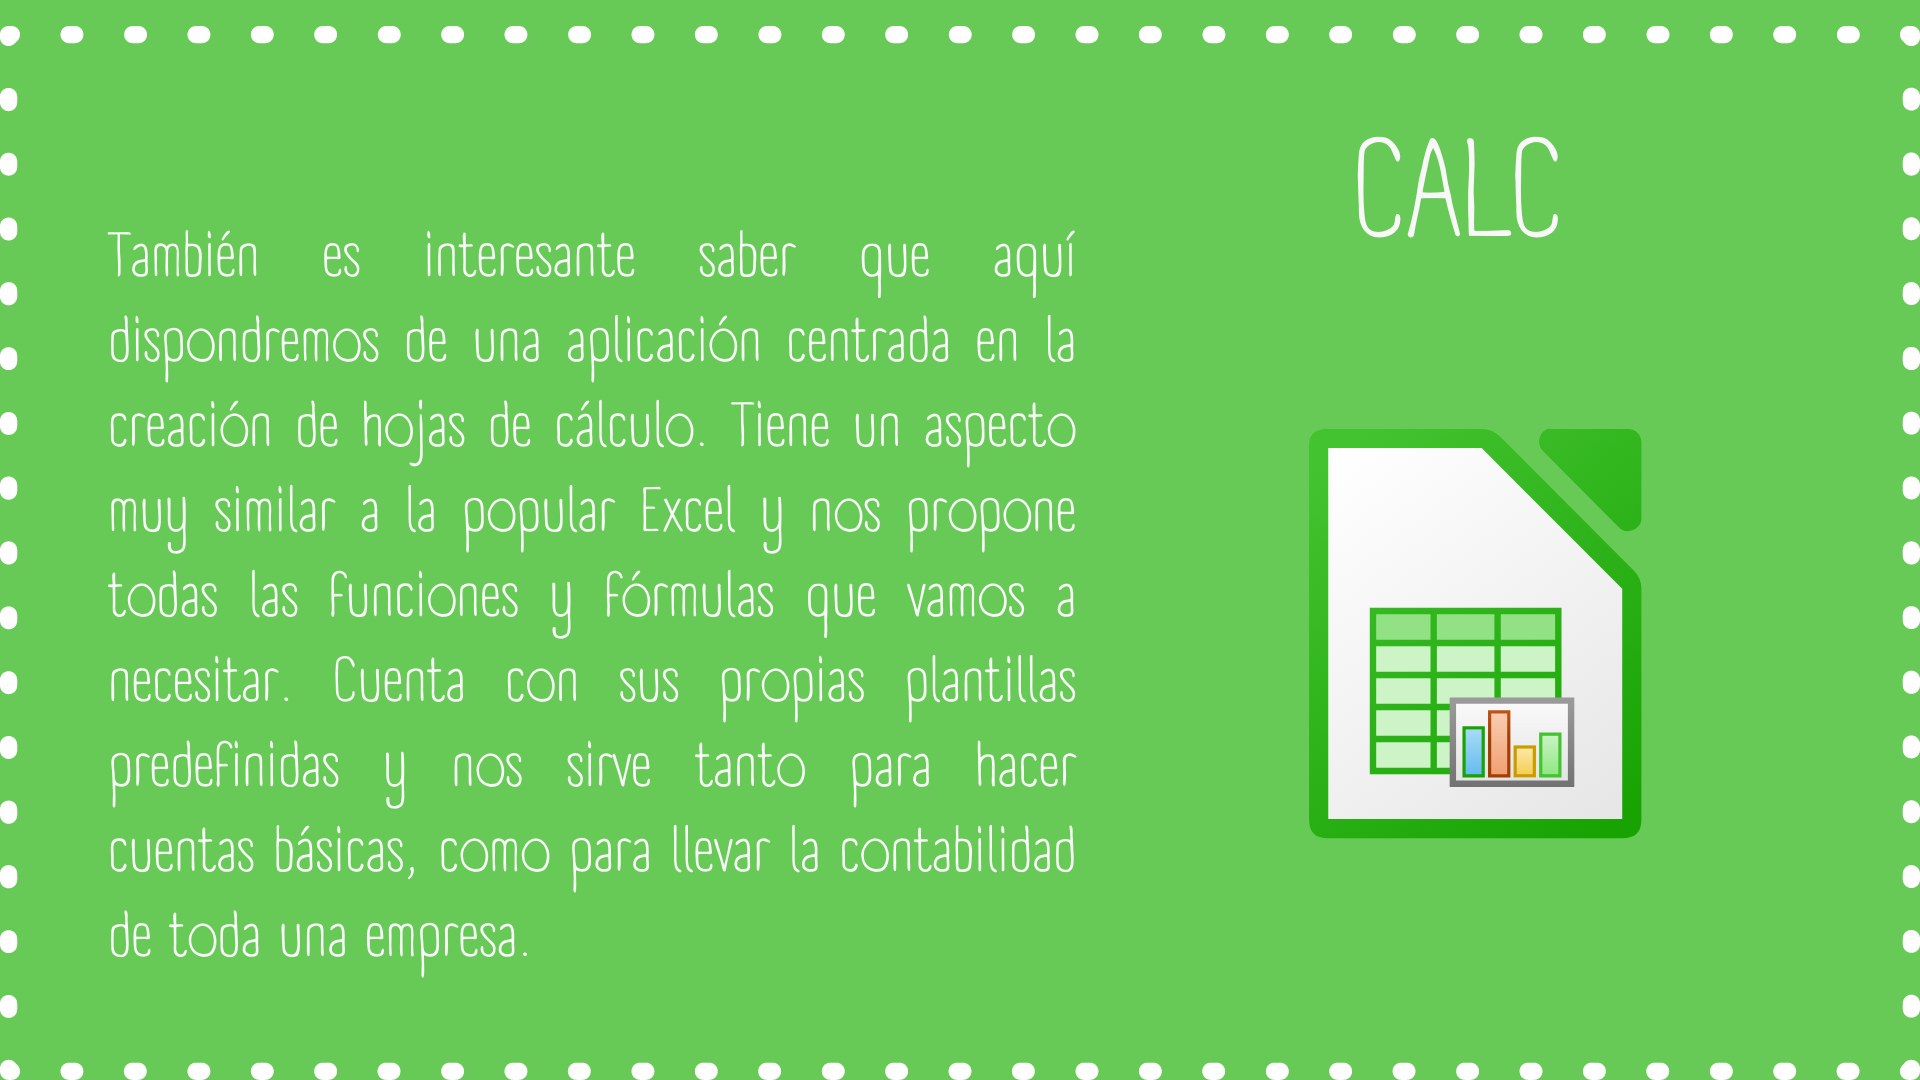 CALC
También es interesante saber que aquí
dispondremos de una aplicación centrada en la
creación de hojas de cálculo. Tiene un aspecto
muy similar a la popular Excel y nos propone
todas las funciones y fórmulas que vamos a
necesitar. Cuenta con sus propias plantillas
predefinidas y nos sirve tanto para hacer
cuentas básicas, como para llevar la contabilidad
de toda una empresa.